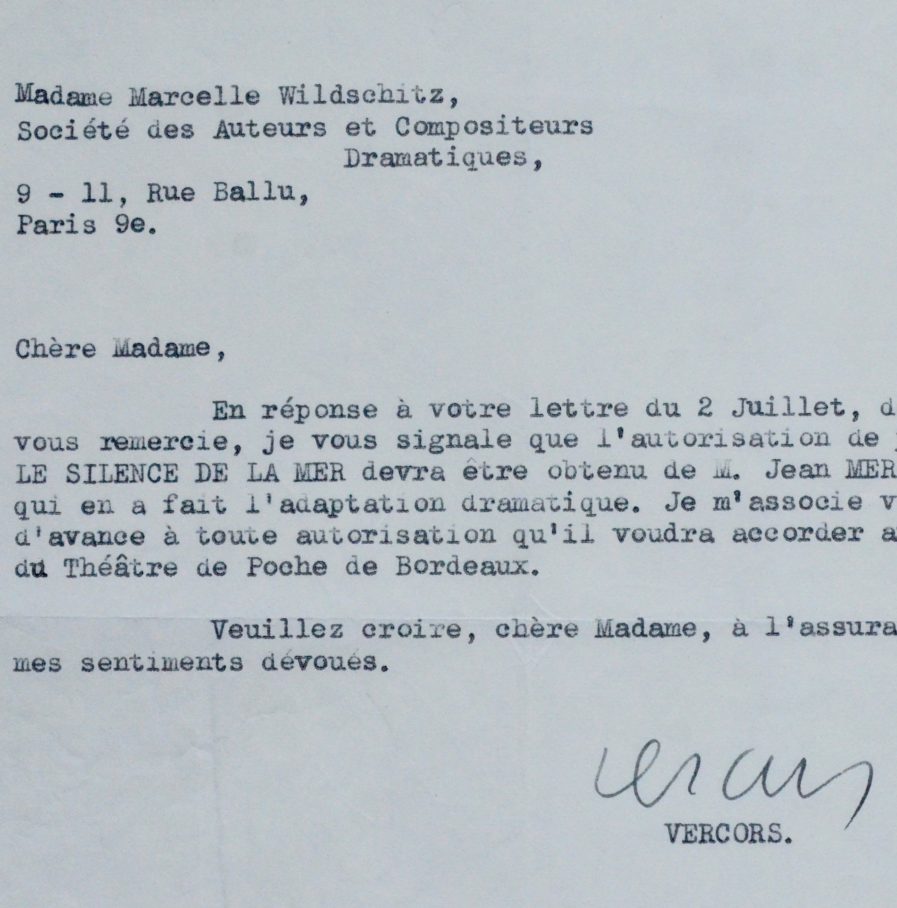 Madame Marcelle Wildschitz,
Société des Auteurs et Compositeurs
Dramatiques,
9 - 11, Rue Ballu,
Paris 9e.
Chère Madame,
En réponse à votre lettre du 2 Juillet, d
vous remercie, je vous signale que l'autorisation de
LE SILENCE DE LA MER devra être obtenu de M. Jean MER
qui en a fait l'adaptation dramatique. Je m'associe v
d'avance à toute autorisation qu'il voudra accorder a
du Théâtre de Poche de Bordeaux.
Veuillez croire, chère Madame, à l'assura
mes sentiments dévoués.
Vercors
VERCORS.